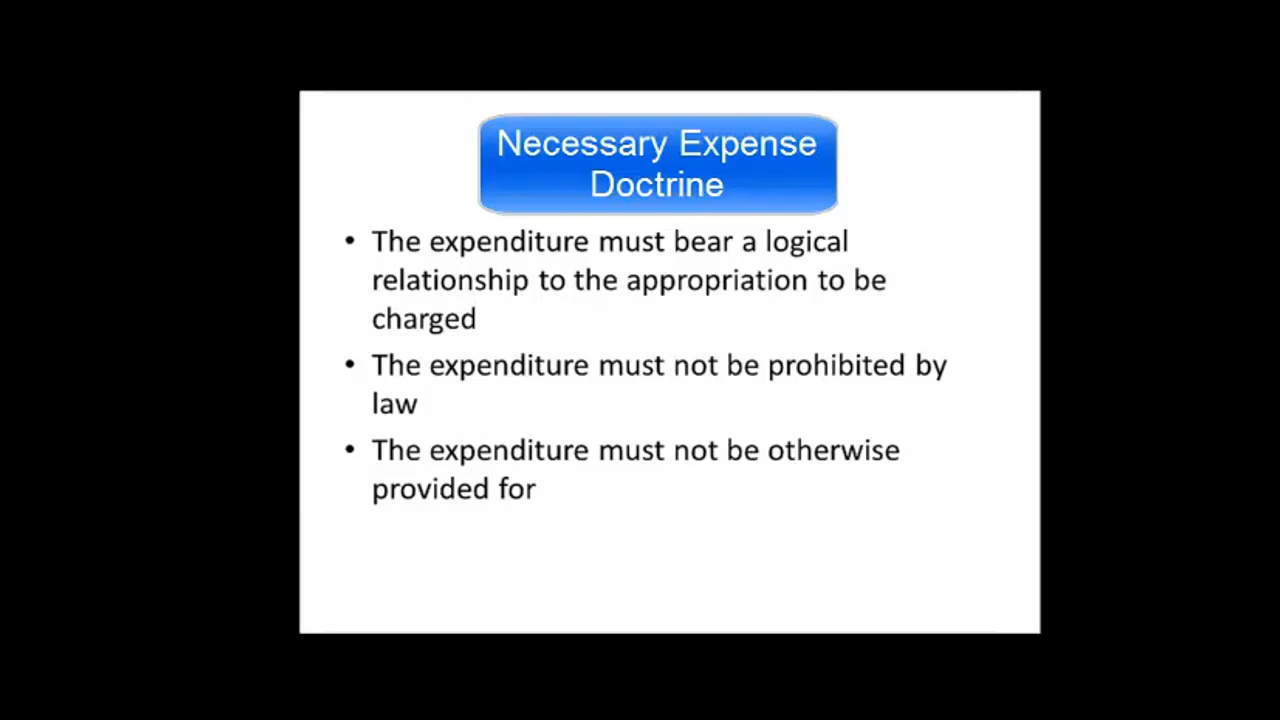 Necessary Expense
Doctrine
• The expenditure must bear a logical
relationship to the appropriation to be
charged
• The expenditure must not be prohibited by
law
• The expenditure must not be otherwise
provided for